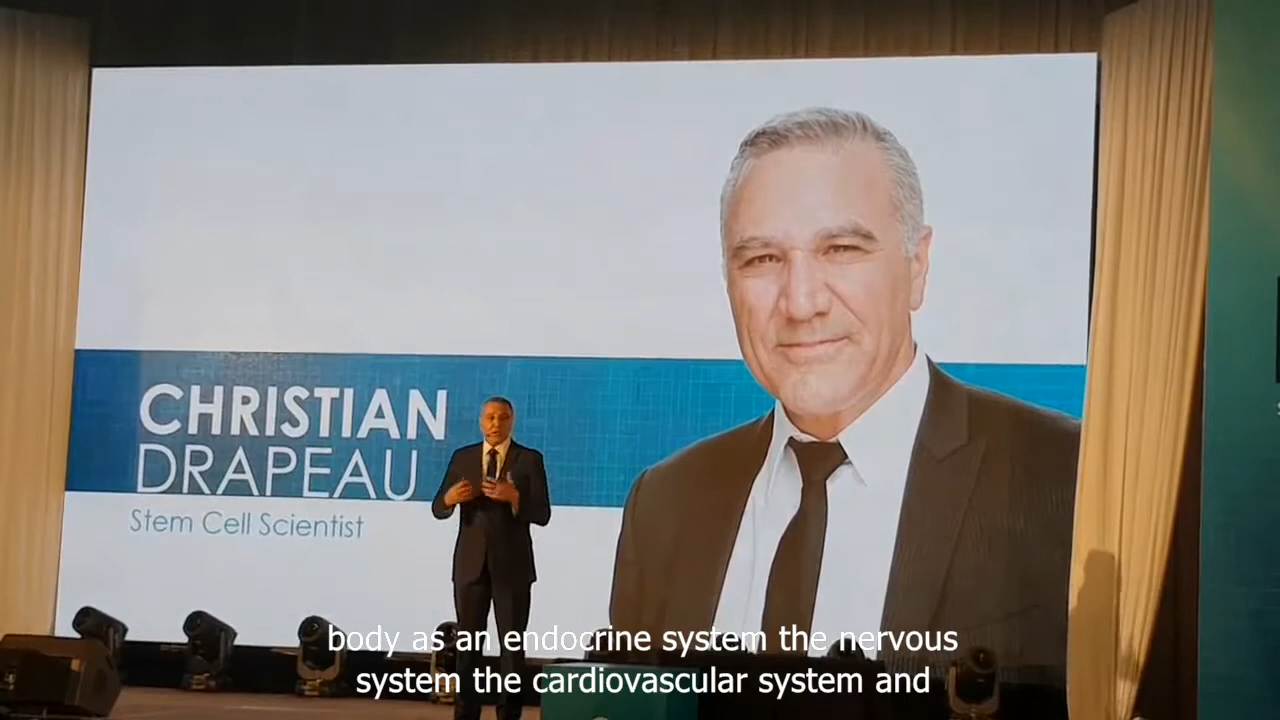 CHRISTIAN
DRAPEAU
Stem Cell Scientist
body as an endocrine system the nervous
system the cardiovascular system and